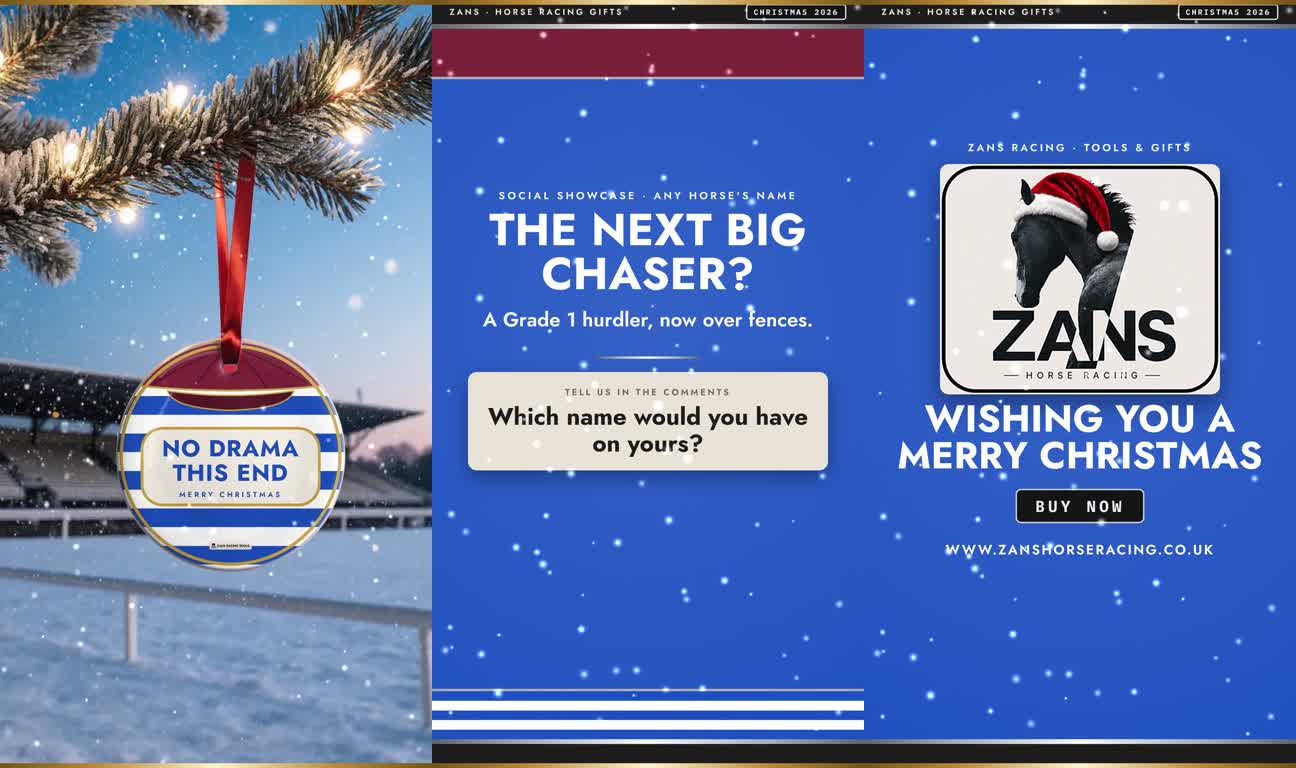 NO DRAMA
THIS END
MERRY CHRISTMAS
ZANS RACING TOOLS
ZANS · HORSE RACING GIFTS
CHRISTMAS 2026
SOCIAL SHOWCASE · ANY HORSE'S NAME
THE NEXT BIG
CHASER?
A Grade 1 hurdler, now over fences.
TELL US IN THE COMMENTS
Which name would you have
on yours?
ZANS · HORSE RACING GIFTS
CHRISTMAS 2026
ZANS RACING · TOOLS & GIFTS
ZANS
HORSE RACING
WISHING YOU A
MERRY CHRISTMAS
BUY NOW
WWW.ZANSHORSERACING.CO.UK